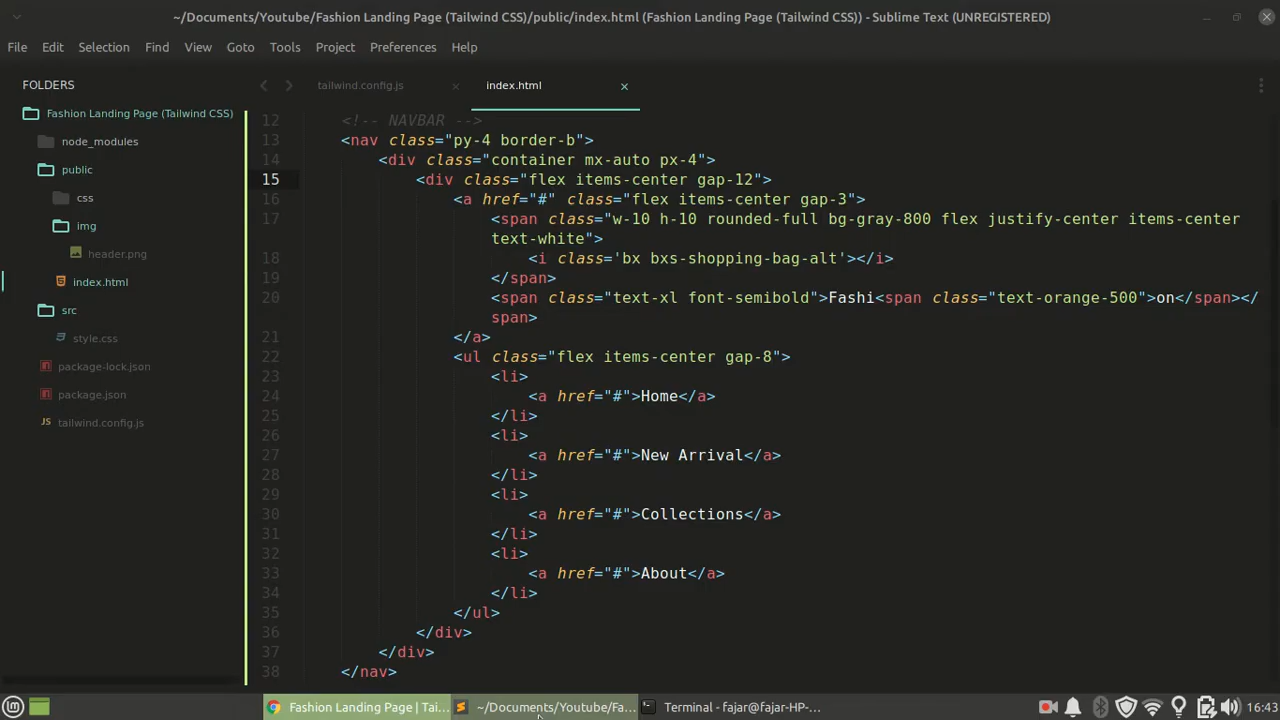 ~/Documents/Youtube/Fashion Landing Page (Tailwind CSS)/public/index.html (Fashion Landing Page (Tailwind CSS)) - Sublime Text (UNREGISTERED)
File Edit Selection Find View Goto Tools Project Preferences Help
FOLDERS
Fashion Landing Page (Tailwind CSS)
node_modules
public
css
img
header.png
index.html
src
style.css
package-lock.json
package.json
JS tailwind.config.js
tailwind.config.js
index.html
12 <!-- NAVBAR -->
13 <nav class="py-4 border-b">
14 <div class="container mx-auto px-4">
15 <div class="flex items-center gap-12">
16 <a href="#" class="flex items-center gap-3">
17 <span class="w-10 h-10 rounded-full bg-gray-800 flex justify-center items-center
text-white">
18 <i class='bx bxs-shopping-bag-alt'></i>
19 </span>
20 <span class="text-xl font-semibold">Fashi<span class="text-orange-500">on</span></
span>
21 </a>
22 <ul class="flex items-center gap-8">
23 <li>
24 <a href="#">Home</a>
25 </li>
26 <li>
27 <a href="#">New Arrival</a>
28 </li>
29 <li>
30 <a href="#">Collections</a>
31 </li>
32 <li>
33 <a href="#">About</a>
34 </li>
35 </ul>
36 </div>
37 </div>
38 </nav>
Fashion Landing Page | Tai...
~/Documents/Youtube/Fa...
Terminal - fajar@fajar-HP-...
16:43